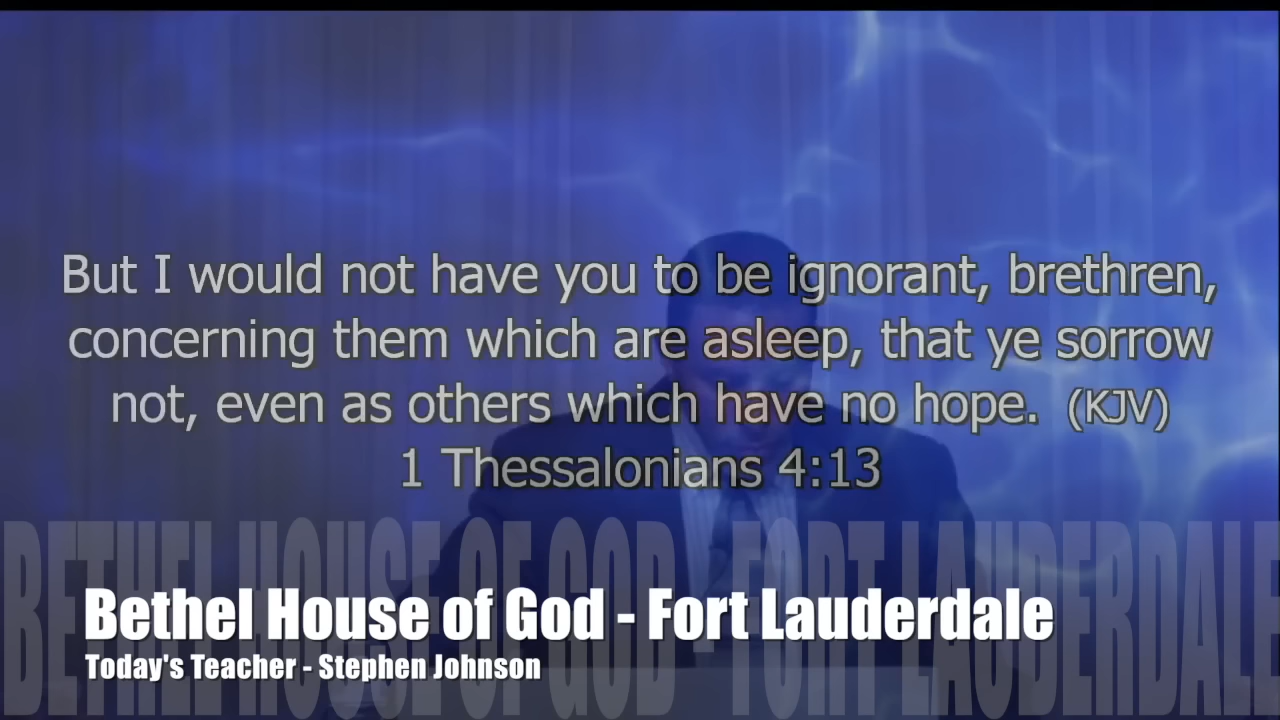 But I would not have you to be ignorant, brethren,
concerning them which are asleep, that ye sorrow
not, even as others which have no hope. (KJV)
1 Thessalonians 4:13
BETHEL HOUSE OF GOD - FORT LAUDERDALE
Bethel House of God - Fort Lauderdale
Today's Teacher - Stephen Johnson